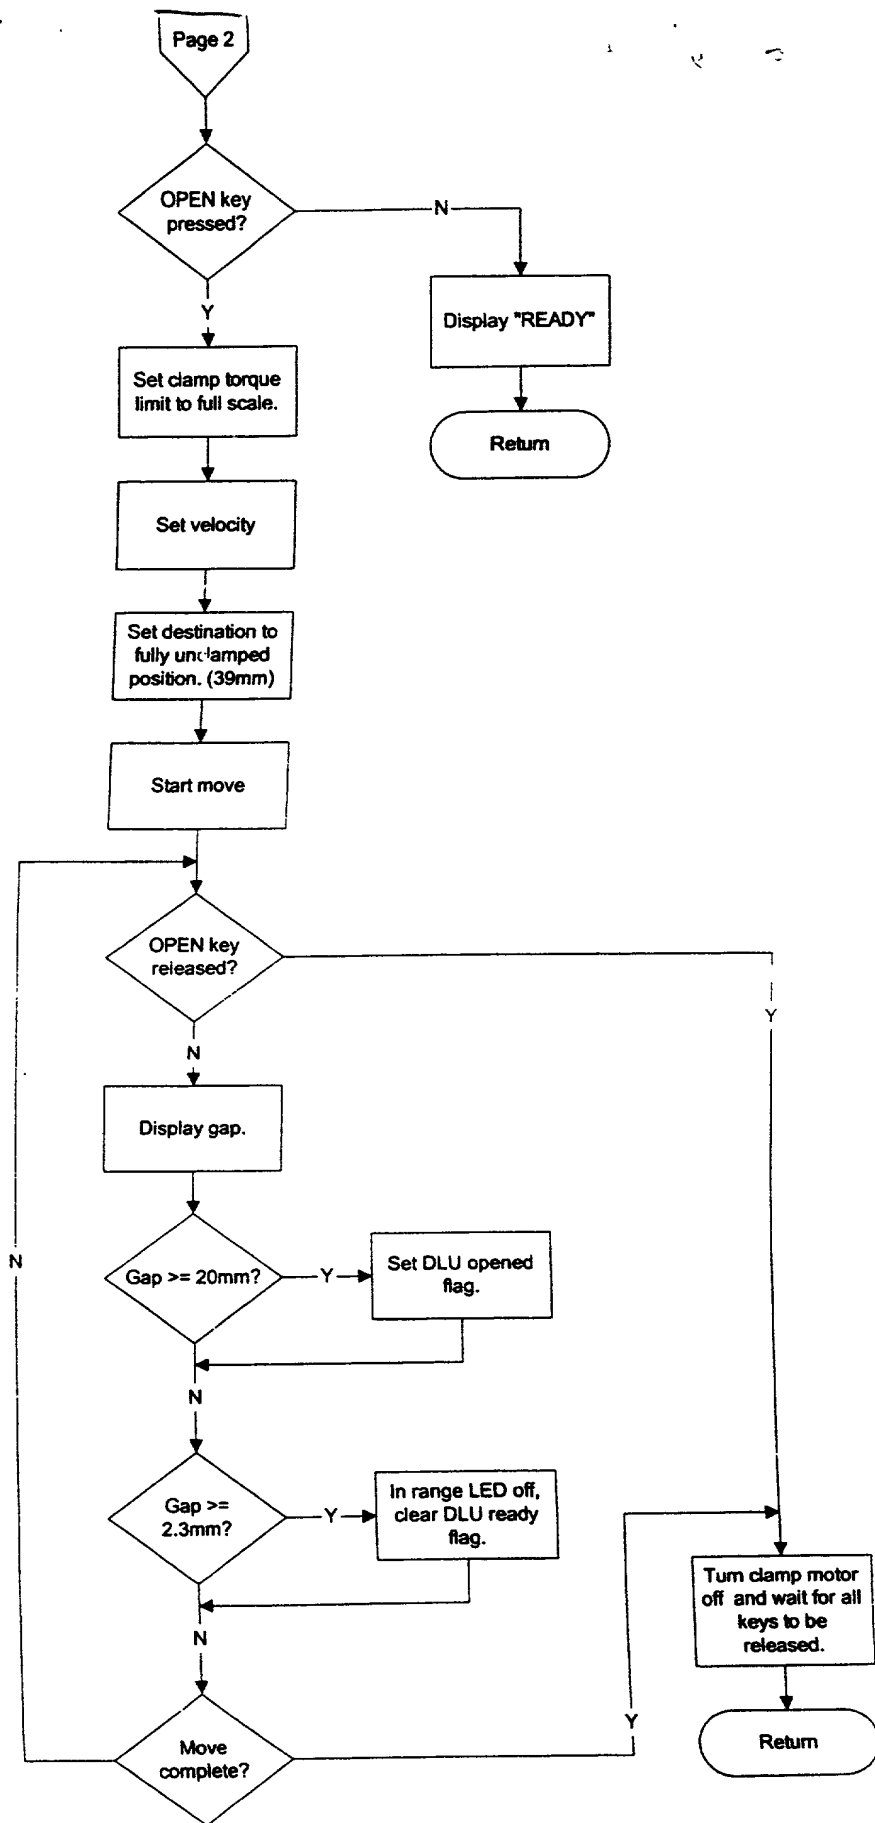 Page 2
OPEN key
pressed?
N
Y
Display "READY"
Set clamp torque
limit to full scale.
Return
Set velocity
Set destination to
fully unclamped
position. (39mm)
Start move
OPEN key
released?
Y
N
Display gap.
N
Gap >= 20mm?
Y
Set DLU opened
flag.
N
Gap >=
2.3mm?
Y
In range LED off,
clear DLU ready
flag.
N
Turn clamp motor
off and wait for all
keys to be
released.
Y
Move
complete?
Return